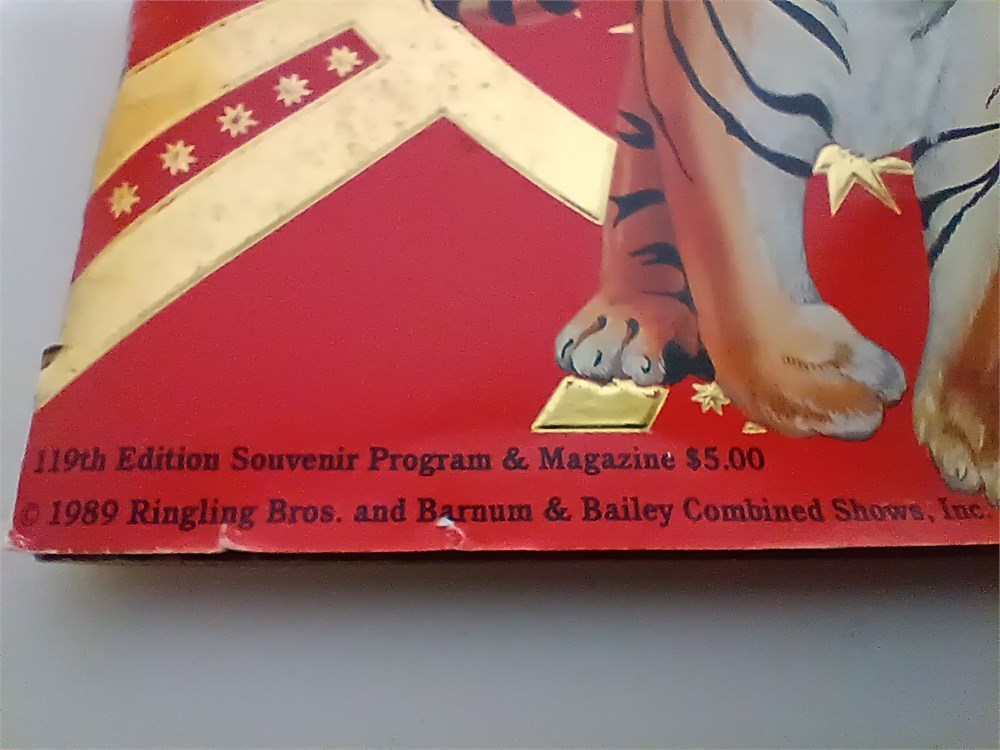 119th Edition Souvenir Program & Magazine $5.00
© 1989 Ringling Bros. and Barnum & Bailey Combined Shows, Inc.